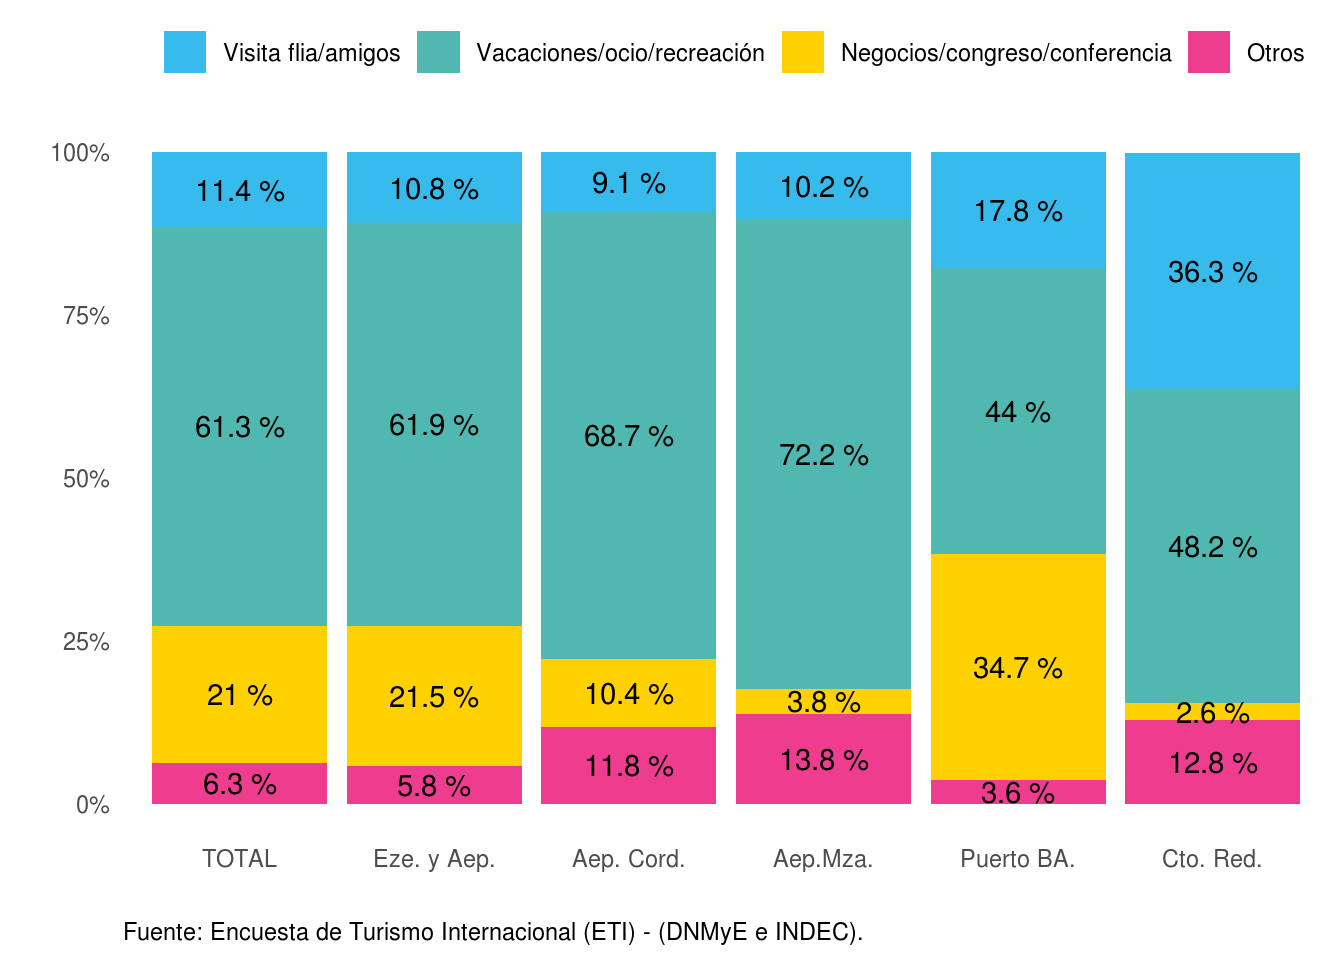 Visita flia/amigos Vacaciones/ocio/recreación Negocios/congreso/conferencia Otros
100%
11.4 % 10.8 % 9.1 % 10.2 % 17.8 % 36.3 %
75%
61.3 % 61.9 % 68.7 % 72.2 % 44 % 48.2 %
50%
25%
21 % 21.5 % 10.4 % 3.8 % 34.7 % 2.6 %
6.3 % 5.8 % 11.8 % 13.8 % 3.6 % 12.8 %
0%
TOTAL Eze. y Aep. Aep. Cord. Aep.Mza. Puerto BA. Cto. Red.
Fuente: Encuesta de Turismo Internacional (ETI) - (DNMyE e INDEC).